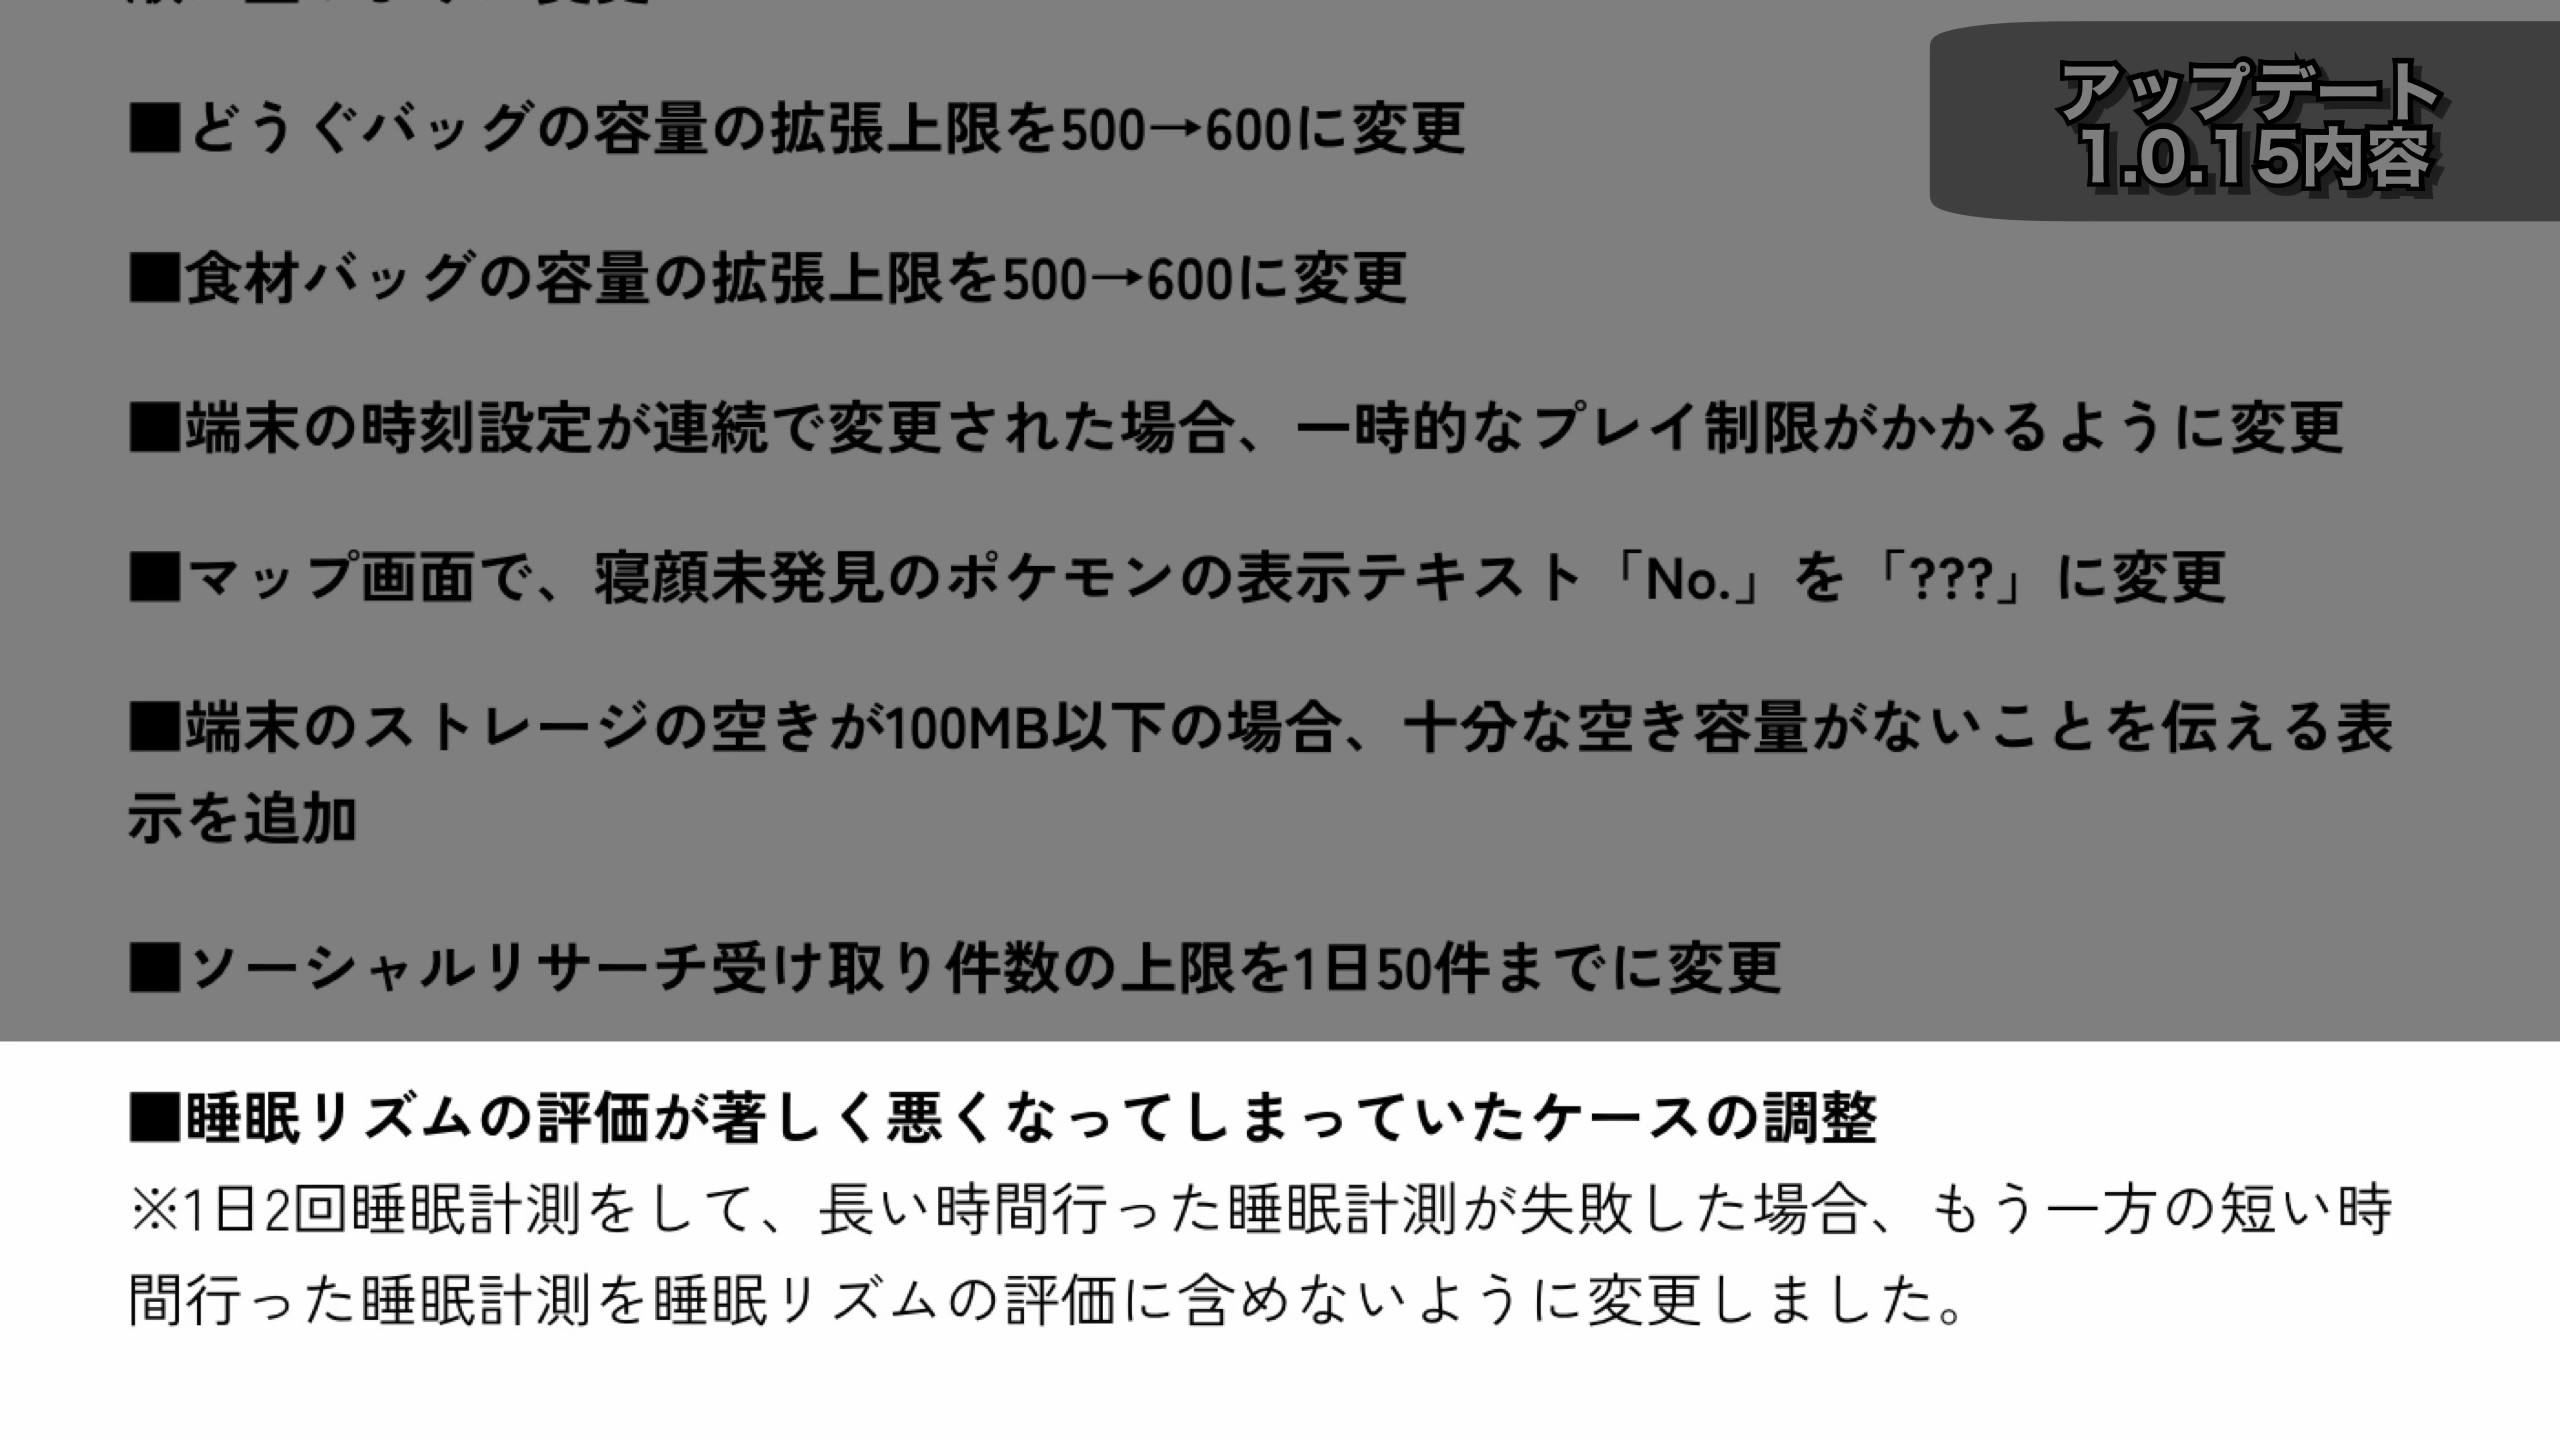 アップデート
1.0.15内容
■どうぐバッグの容量の拡張上限を500→600に変更
■食材バッグの容量の拡張上限を500→600に変更
■端末の時刻設定が連続で変更された場合、一時的なプレイ制限がかかるように変更
■マップ画面で、寝顔未発見のポケモンの表示テキスト「No.」を「???」に変更
■端末のストレージの空きが100MB以下の場合、十分な空き容量がないことを伝える表
示を追加
■ソーシャルリサーチ受け取り件数の上限を1日50件までに変更
■睡眠リズムの評価が著しく悪くなってしまっていたケースの調整
※1日2回睡眠計測をして、長い時間行った睡眠計測が失敗した場合、もう一方の短い時
間行った睡眠計測を睡眠リズムの評価に含めないように変更しました。